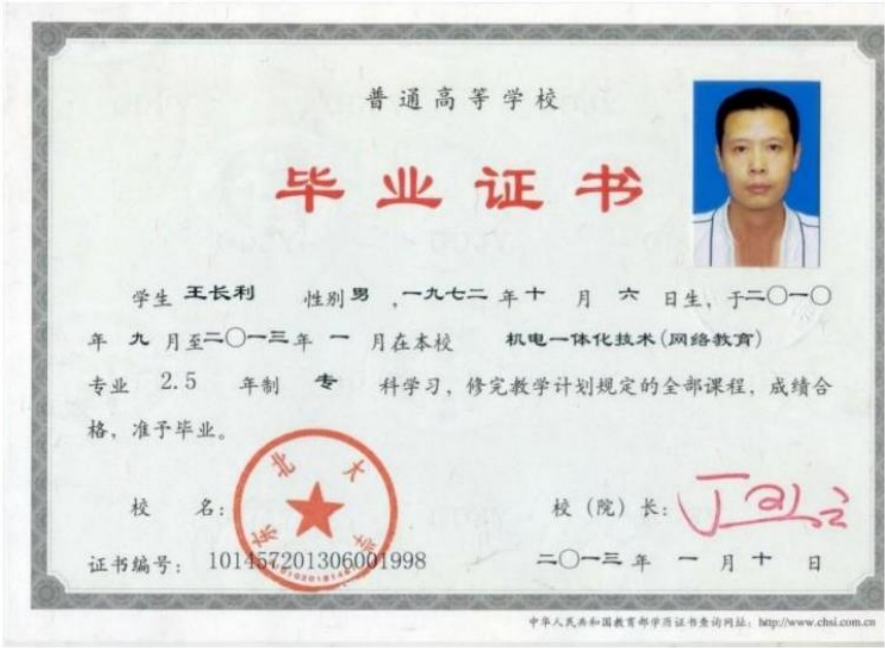 普通高等学校
毕业证书
学生 王长利 性别 男 ,一九七二 年 十 月 六 日生, 于二〇一〇
年 九 月至二〇一三年 一 月在本校 机电一体化技术(网络教育)
专业 2.5 年制 专 科学习, 修完教学计划规定的全部课程, 成绩合
格, 准予毕业。
东北大学
校 名:
校 (院) 长:
证书编号: 101457201306001998
二〇一三 年 一 月 十 日
中华人民共和国教育部学历证书查询网址: http://www.chsi.com.cn